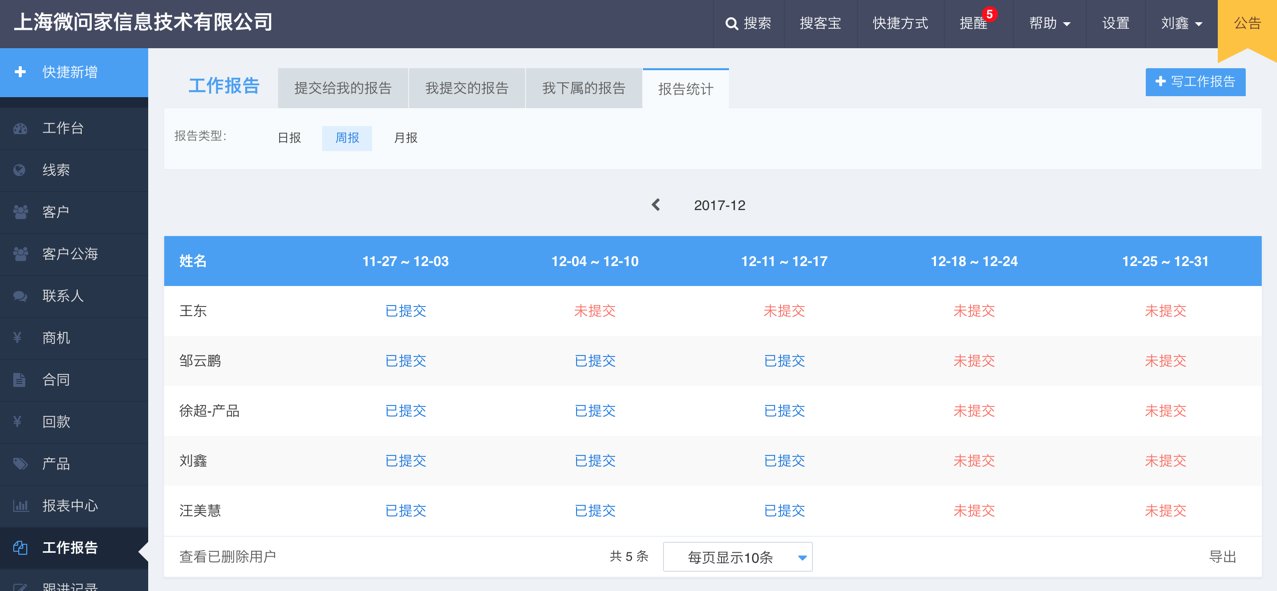 上海微问家信息技术有限公司
搜索 搜客宝 快捷方式 提醒 5 帮助 设置 刘鑫 公告
快捷新增
工作台
线索
客户
客户公海
联系人
商机
合同
回款
产品
报表中心
工作报告
跟进记录
工作报告 提交给我的报告 我提交的报告 我下属的报告 报告统计 写工作报告
报告类型: 日报 周报 月报
2017-12
姓名 11-27 ~ 12-03 12-04 ~ 12-10 12-11 ~ 12-17 12-18 ~ 12-24 12-25 ~ 12-31
王东 已提交 未提交 未提交 未提交 未提交
邹云鹏 已提交 已提交 已提交 未提交 未提交
徐超-产品 已提交 已提交 已提交 未提交 未提交
刘鑫 已提交 已提交 已提交 未提交 未提交
汪美慧 已提交 已提交 已提交 未提交 未提交
查看已删除用户 共 5 条 每页显示10条 导出